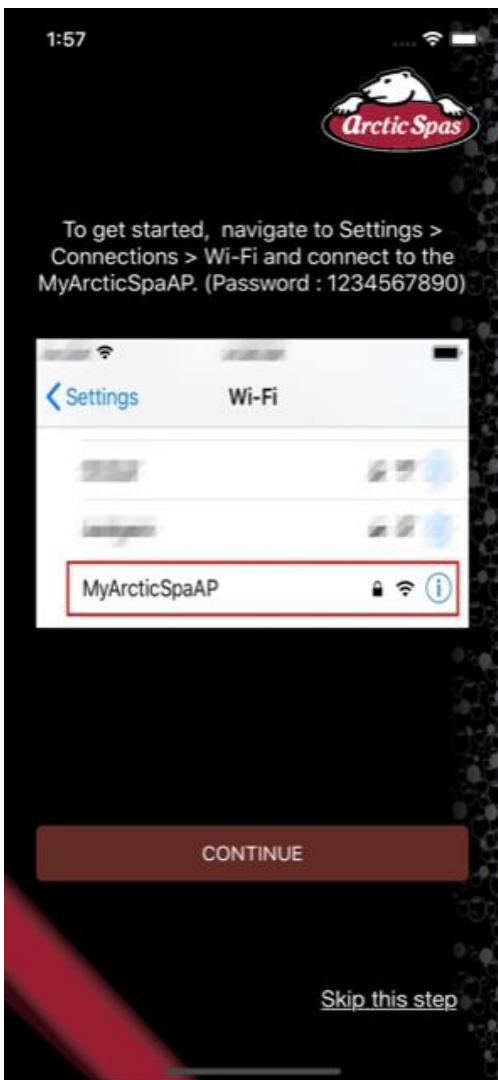 1:57
Arctic Spas
To get started, navigate to Settings >
Connections > Wi-Fi and connect to the
MyArcticSpaAP. (Password : 1234567890)
Settings
Wi-Fi
MyArcticSpaAP
CONTINUE
Skip this step